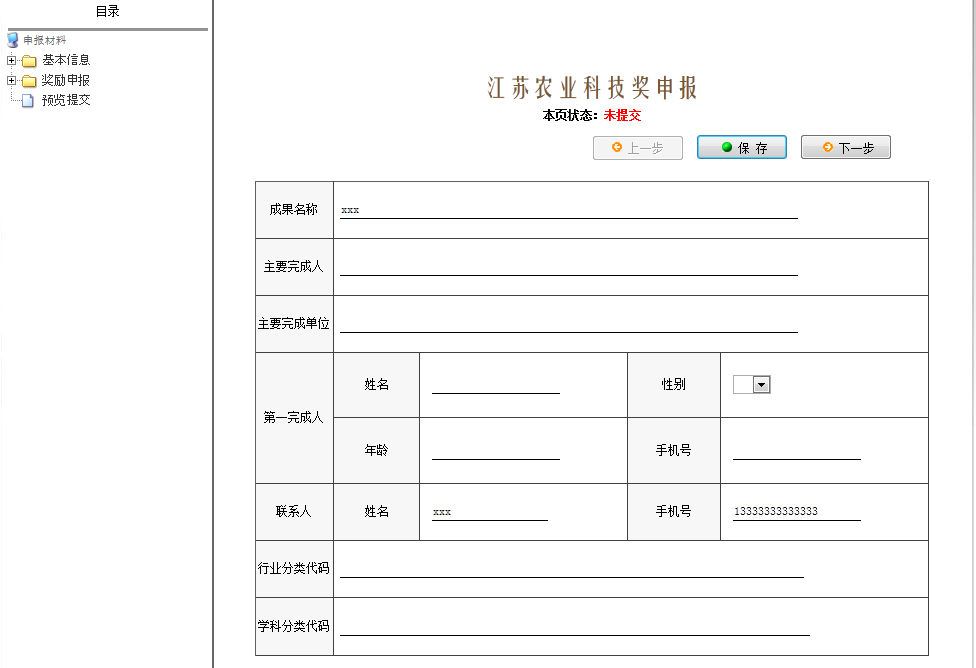 目录
申报材料
基本信息
奖励申报
预览提交
江苏农业科技奖申报
本页状态：未提交
上一步 保 存 下一步
成果名称 xxx
主要完成人
主要完成单位
第一完成人
姓名 性别
年龄 手机号
联系人 姓名 xxx 手机号 13333333333333
行业分类代码
学科分类代码